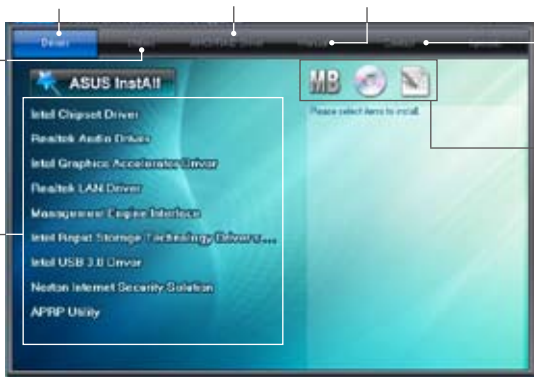 Drivers
Manual
Contact
ASUS InstAll
MB
Please select items to install.
Intel Chipset Driver
Realtek Audio Driver
Intel Graphics Accelerator Driver
Realtek LAN Driver
Management Engine Interface
Intel Rapid Storage Technology Driver s...
Intel USB 3.0 Driver
Norton Internet Security Solution
APRP Utility